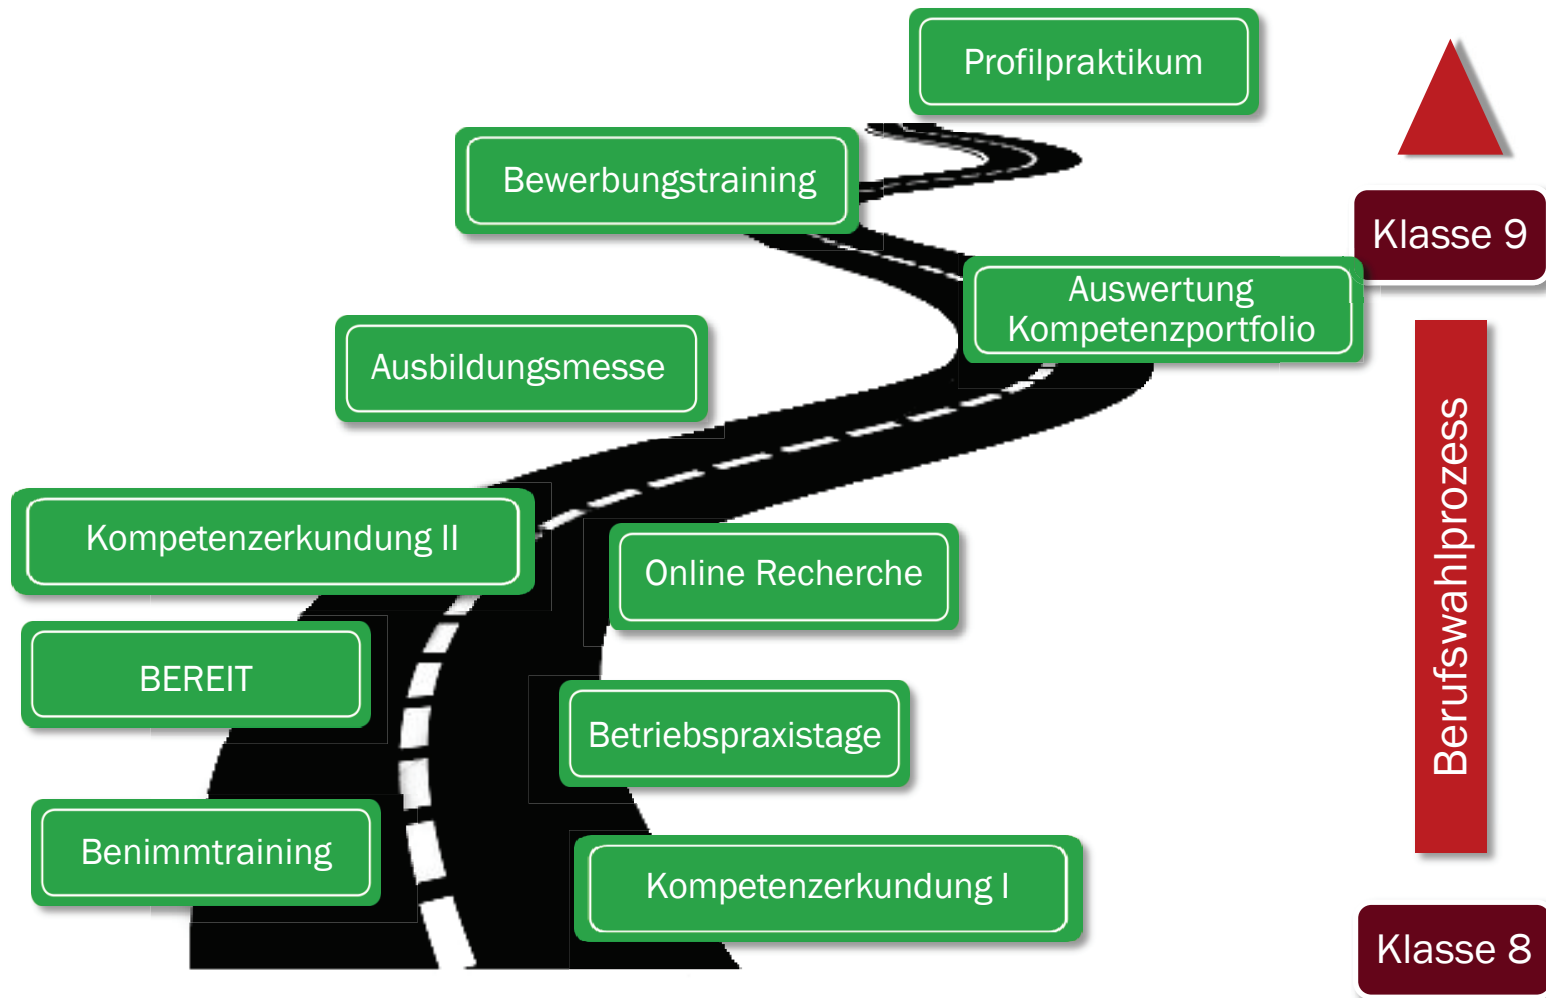 Profilpraktikum
Bewerbungstraining
Klasse 9
Auswertung
Kompetenzportfolio
Ausbildungsmesse
Berufswahlprozess
Kompetenzerkundung II
Online Recherche
BEREIT
Betriebspraxistage
Benimmtraining
Kompetenzerkundung I
Klasse 8